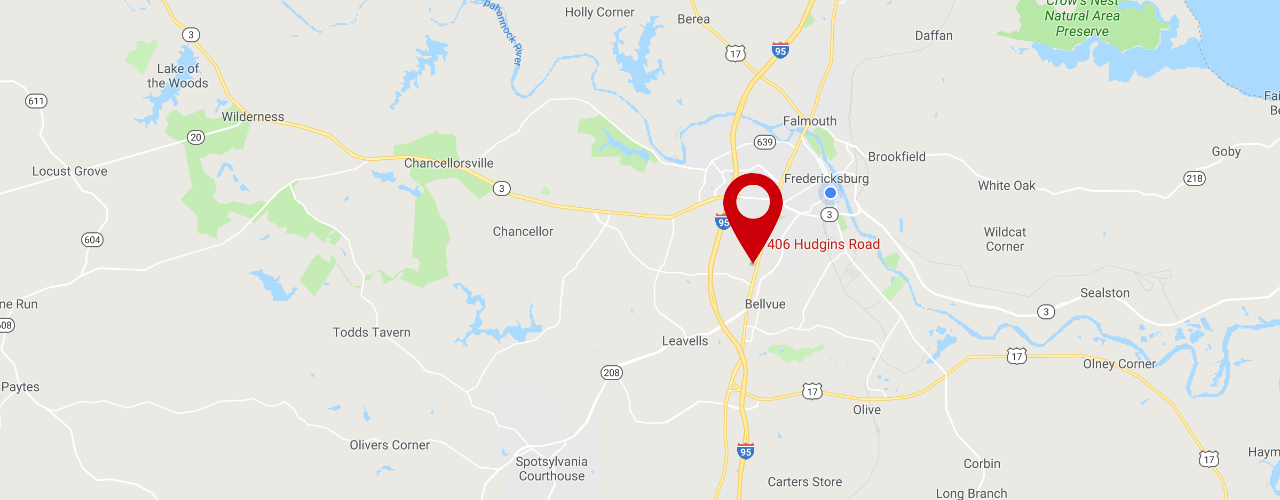 Holly Corner
Berea
Crow's Nest
Natural Area
Preserve
Daffan
3
17
95
Lake of
the Woods
River
611
Wilderness
Falmouth
20
639
Chancellorsville
Brookfield
Goby
Locust Grove
Fredericksburg
218
3
White Oak
95
3
Chancellor
Wildcat
Corner
604
406 Hudgins Road
Bellvue
Sealston
ne Run
3
608
Todds Tavern
Leavells
17
Olney Corner
208
Paytes
17
Olive
Olivers Corner
95
17
Spotsylvania
Courthouse
Corbin
Carters Store
Long Branch